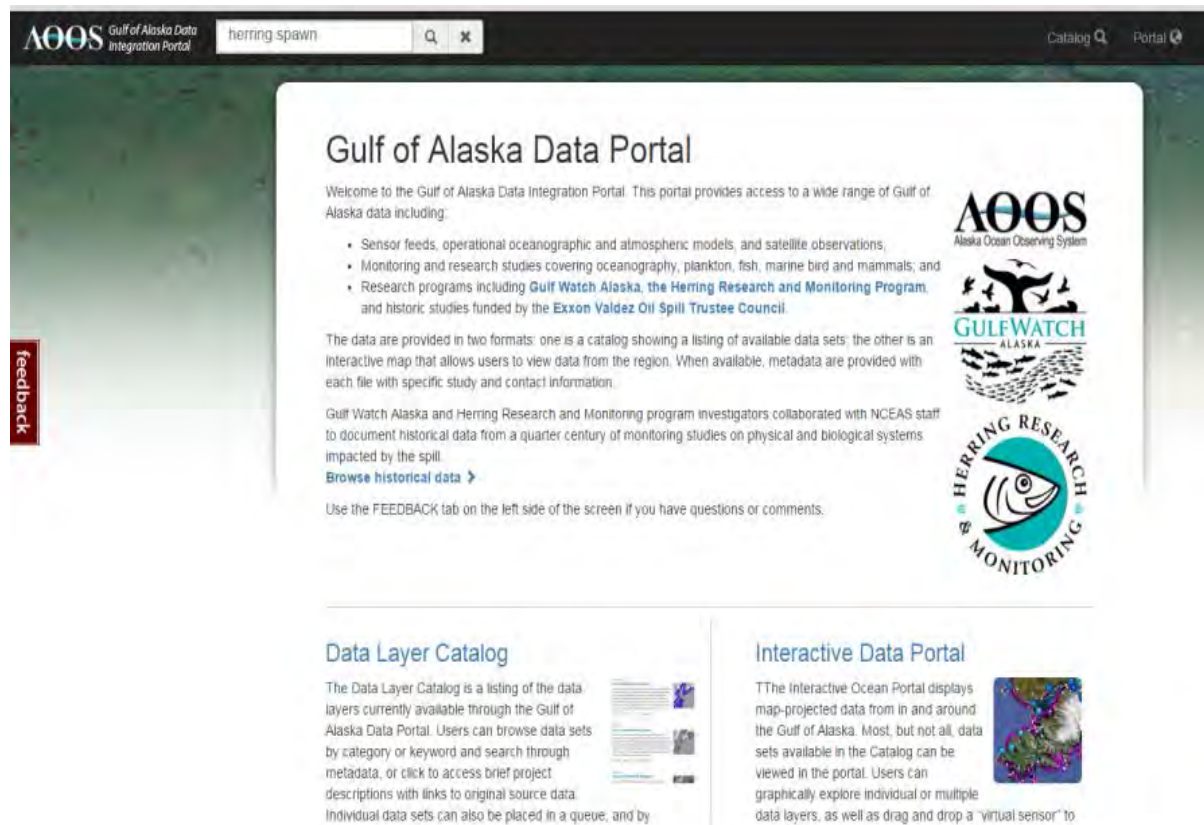 AOOS Gulf of Alaska Data
Integration Portal
herring spawn
Catalog
Portal
feedback
Gulf of Alaska Data Portal
Welcome to the Gulf of Alaska Data Integration Portal. This portal provides access to a wide range of Gulf of
Alaska data including:
• Sensor feeds, operational oceanographic and atmospheric models, and satellite observations,
• Monitoring and research studies covering oceanography, plankton, fish, marine bird and mammals; and
• Research programs including Gulf Watch Alaska, the Herring Research and Monitoring Program,
and historic studies funded by the Exxon Valdez Oil Spill Trustee Council.
The data are provided in two formats: one is a catalog showing a listing of available data sets; the other is an
interactive map that allows users to view data from the region. When available, metadata are provided with
each file with specific study and contact information.
Gulf Watch Alaska and Herring Research and Monitoring program investigators collaborated with NCEAS staff
to document historical data from a quarter century of monitoring studies on physical and biological systems
impacted by the spill.
Browse historical data >
Use the FEEDBACK tab on the left side of the screen if you have questions or comments.
AOOS
Alaska Ocean Observing System
GULFWATCH
ALASKA
HERRING RESEARCH
& MONITORING
Data Layer Catalog
The Data Layer Catalog is a listing of the data
layers currently available through the Gulf of
Alaska Data Portal. Users can browse data sets
by category or keyword and search through
metadata, or click to access brief project
descriptions with links to original source data.
Individual data sets can also be placed in a queue, and by
Interactive Data Portal
TThe Interactive Ocean Portal displays
map-projected data from in and around
the Gulf of Alaska. Most, but not all, data
sets available in the Catalog can be
viewed in the portal. Users can
graphically explore individual or multiple
data layers, as well as drag and drop a "virtual sensor" to